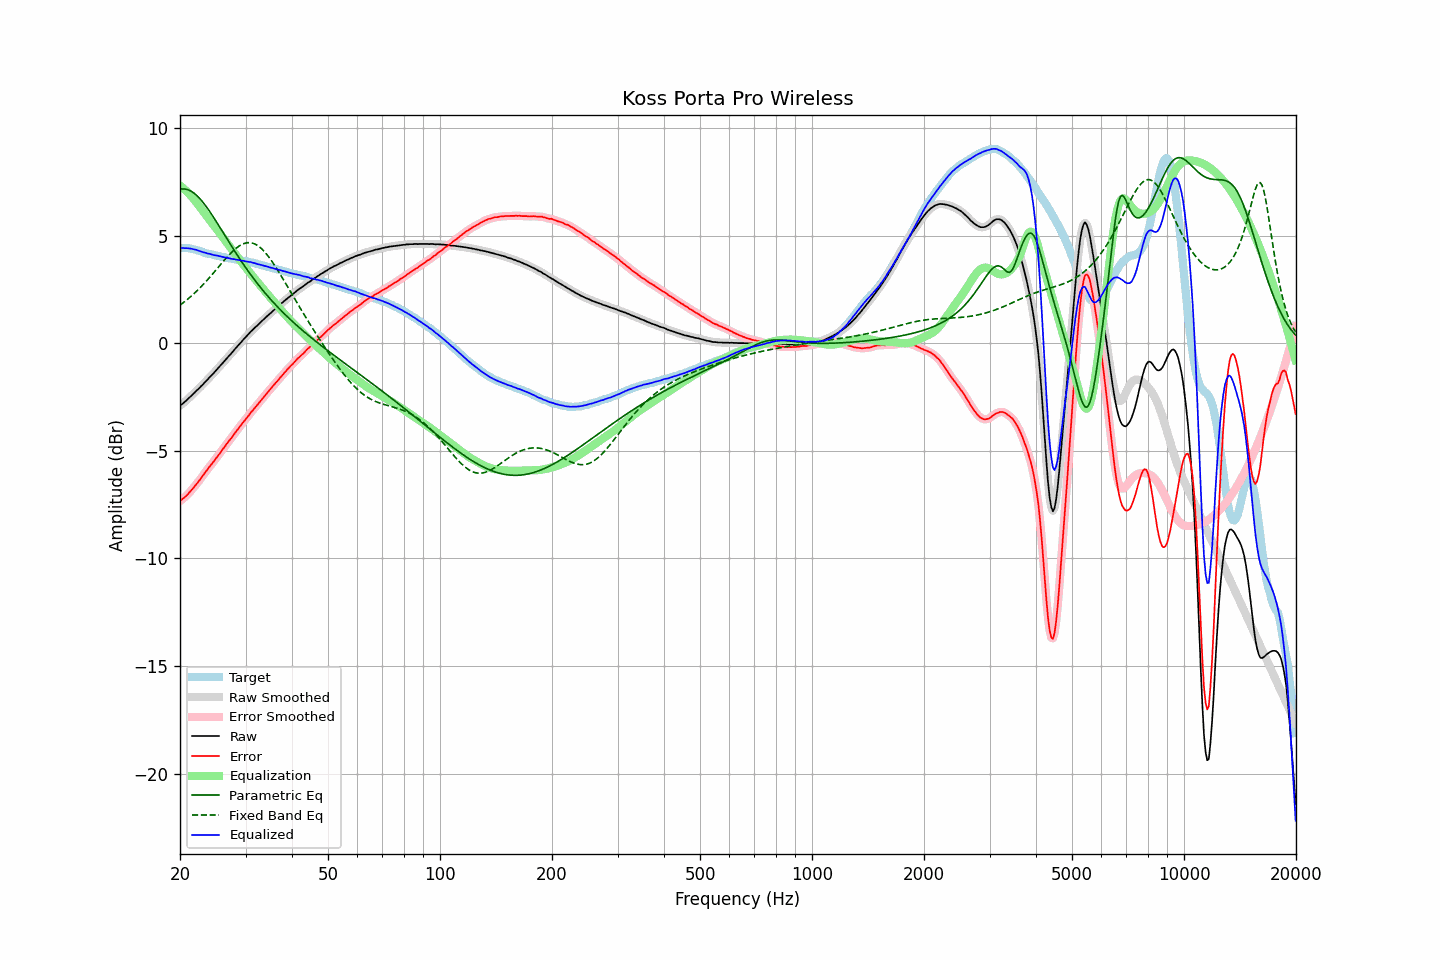 Koss Porta Pro Wireless
Amplitude (dBr)
10
5
0
−5
−10
−15
−20
Target
Raw Smoothed
Error Smoothed
Raw
Error
Equalization
Parametric Eq
Fixed Band Eq
Equalized
20 50 100 200 500 1000 2000 5000 10000 20000
Frequency (Hz)